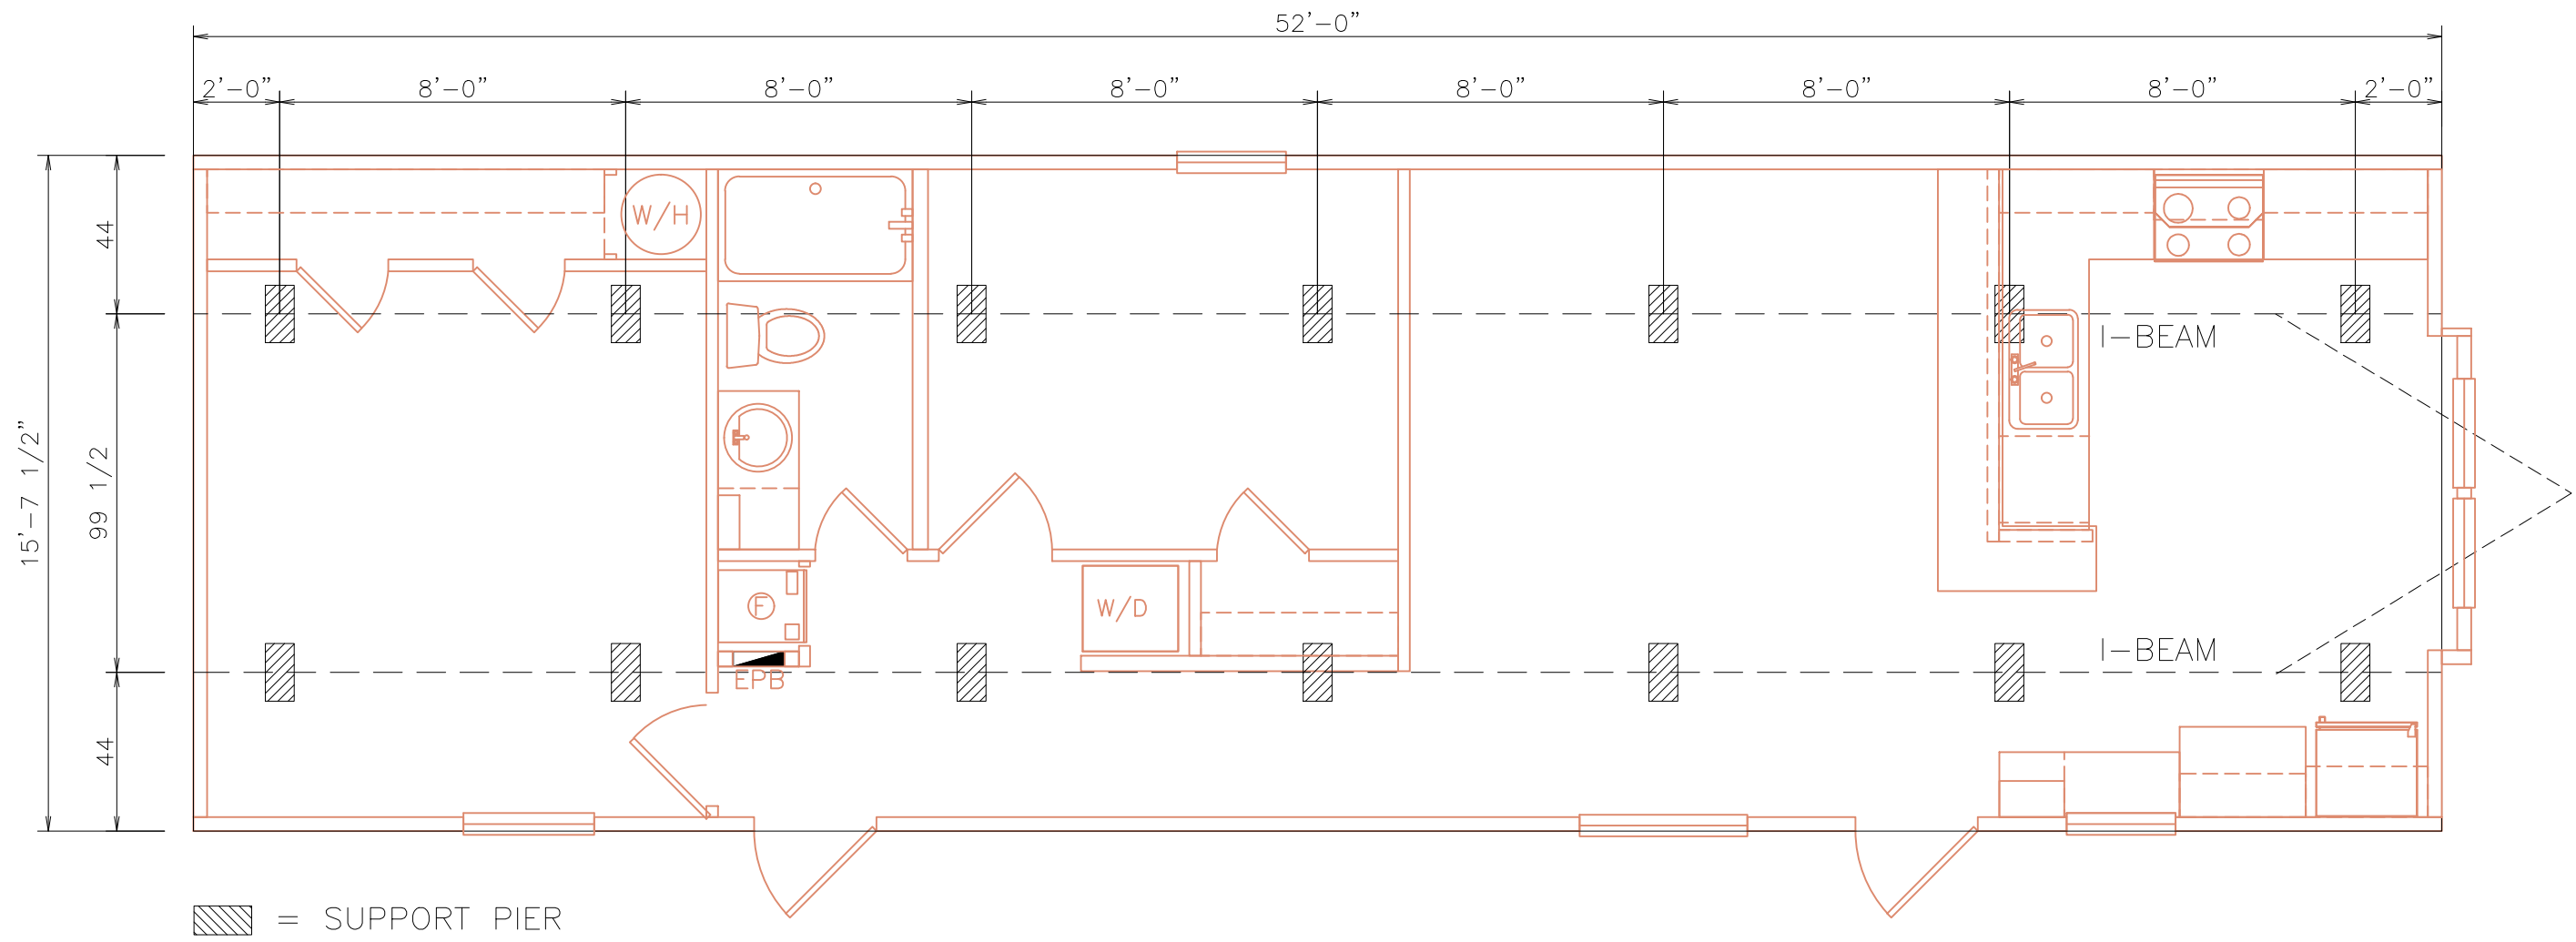 52'-0"
2'-0" 8'-0" 8'-0" 8'-0" 8'-0" 8'-0" 8'-0" 2'-0"
44
W/H
I-BEAM
15'-7 1/2"
99 1/2
F
W/D
I-BEAM
EPB
44
= SUPPORT PIER